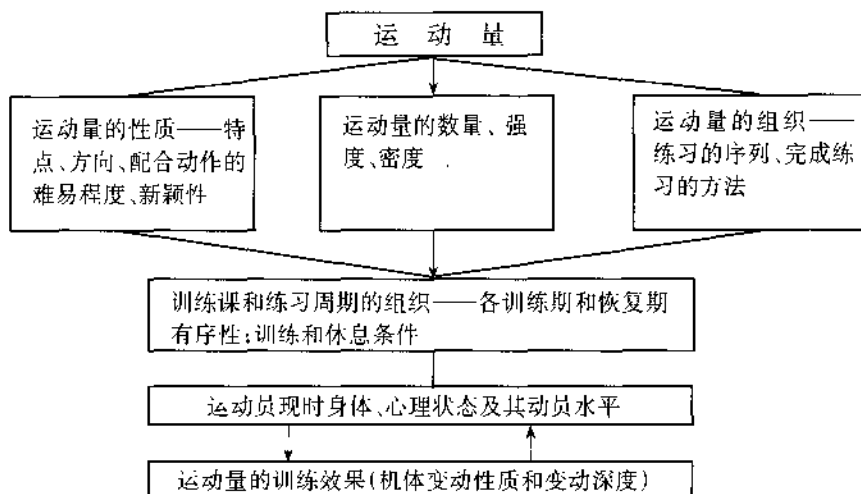 运动量
运动量的性质——特
点、方向、配合动作的
难易程度、新颖性
运动量的数量、强
度、密度
运动量的组织——
练习的序列、完成练
习的方法
训练课和练习周期的组织——各训练期和恢复期
有序性;训练和休息条件
运动员现时身体、心理状态及其动员水平
运动量的训练效果(机体变动性质和变动深度)